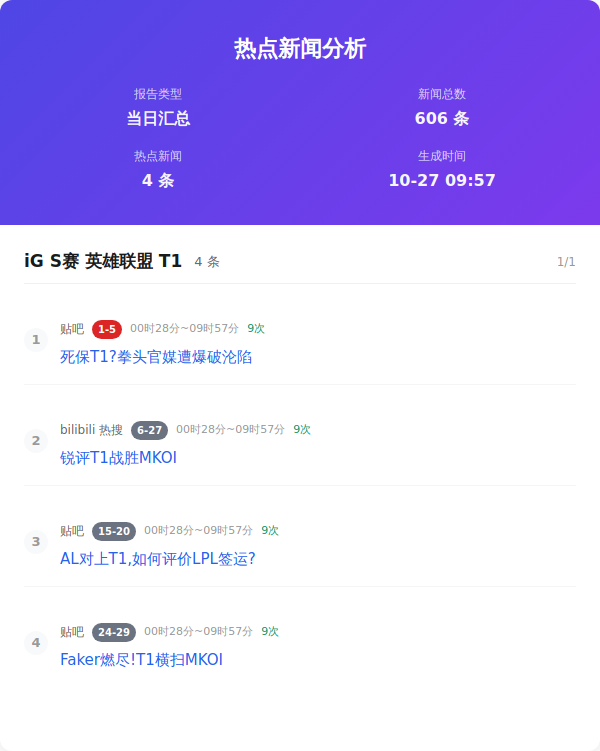 热点新闻分析
报告类型 新闻总数
当日汇总 606 条
热点新闻 生成时间
4 条 10-27 09:57
iG S赛 英雄联盟 T1 4 条 1/1
1 贴吧 1-5 00时28分~09时57分 9次
死保T1?拳头官媒遭爆破沦陷
2 bilibili 热搜 6-27 00时28分~09时57分 9次
锐评T1战胜MKOI
3 贴吧 15-20 00时28分~09时57分 9次
AL对上T1,如何评价LPL签运?
4 贴吧 24-29 00时28分~09时57分 9次
Faker燃尽!T1横扫MKOI